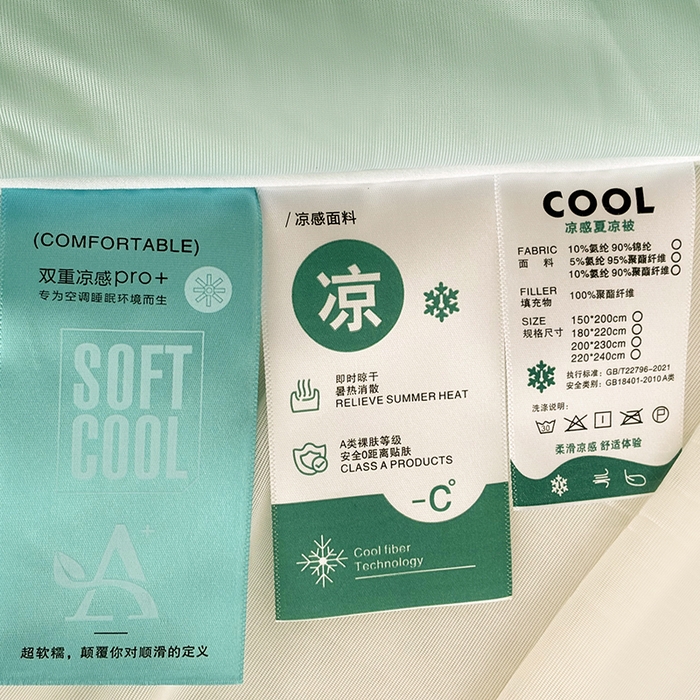 (COMFORTABLE)
双重凉感pro+
专为空调睡眠环境而生
SOFT
COOL
A+
超软糯，颠覆你对顺滑的定义
/凉感面料
凉
即时晾干
暑热消散
RELIEVE SUMMER HEAT
A类裸肤等级
安全0距离贴肤
CLASS A PRODUCTS
-C°
Cool fiber
Technology
COOL
凉感夏凉被
FABRIC 10%氨纶 90%锦纶
面 料 5%氨纶 95%聚酯纤维
10%氨纶 90%聚酯纤维
FILLER
填充物 100%聚酯纤维
SIZE 150*200cm
规格尺寸 180*220cm
200*230cm
220*240cm
执行标准：GB/T22796-2021
安全类别：GB18401-2010 A类
洗涤说明：
30
P
柔滑凉感 舒适体验